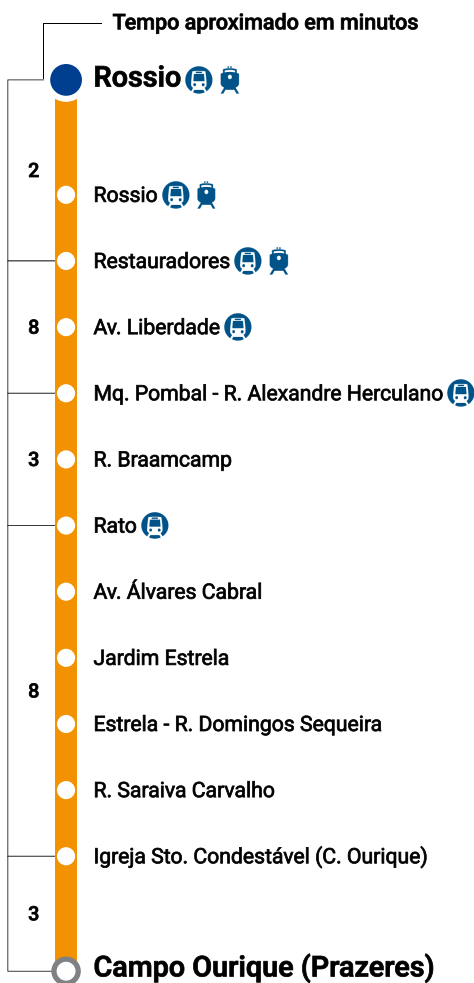 Tempo aproximado em minutos
Rossio
2
Rossio
Restauradores
8
Av. Liberdade
Mq. Pombal - R. Alexandre Herculano
3
R. Braamcamp
Rato
Av. Álvares Cabral
Jardim Estrela
8
Estrela - R. Domingos Sequeira
R. Saraiva Carvalho
Igreja Sto. Condestável (C. Ourique)
3
Campo Ourique (Prazeres)